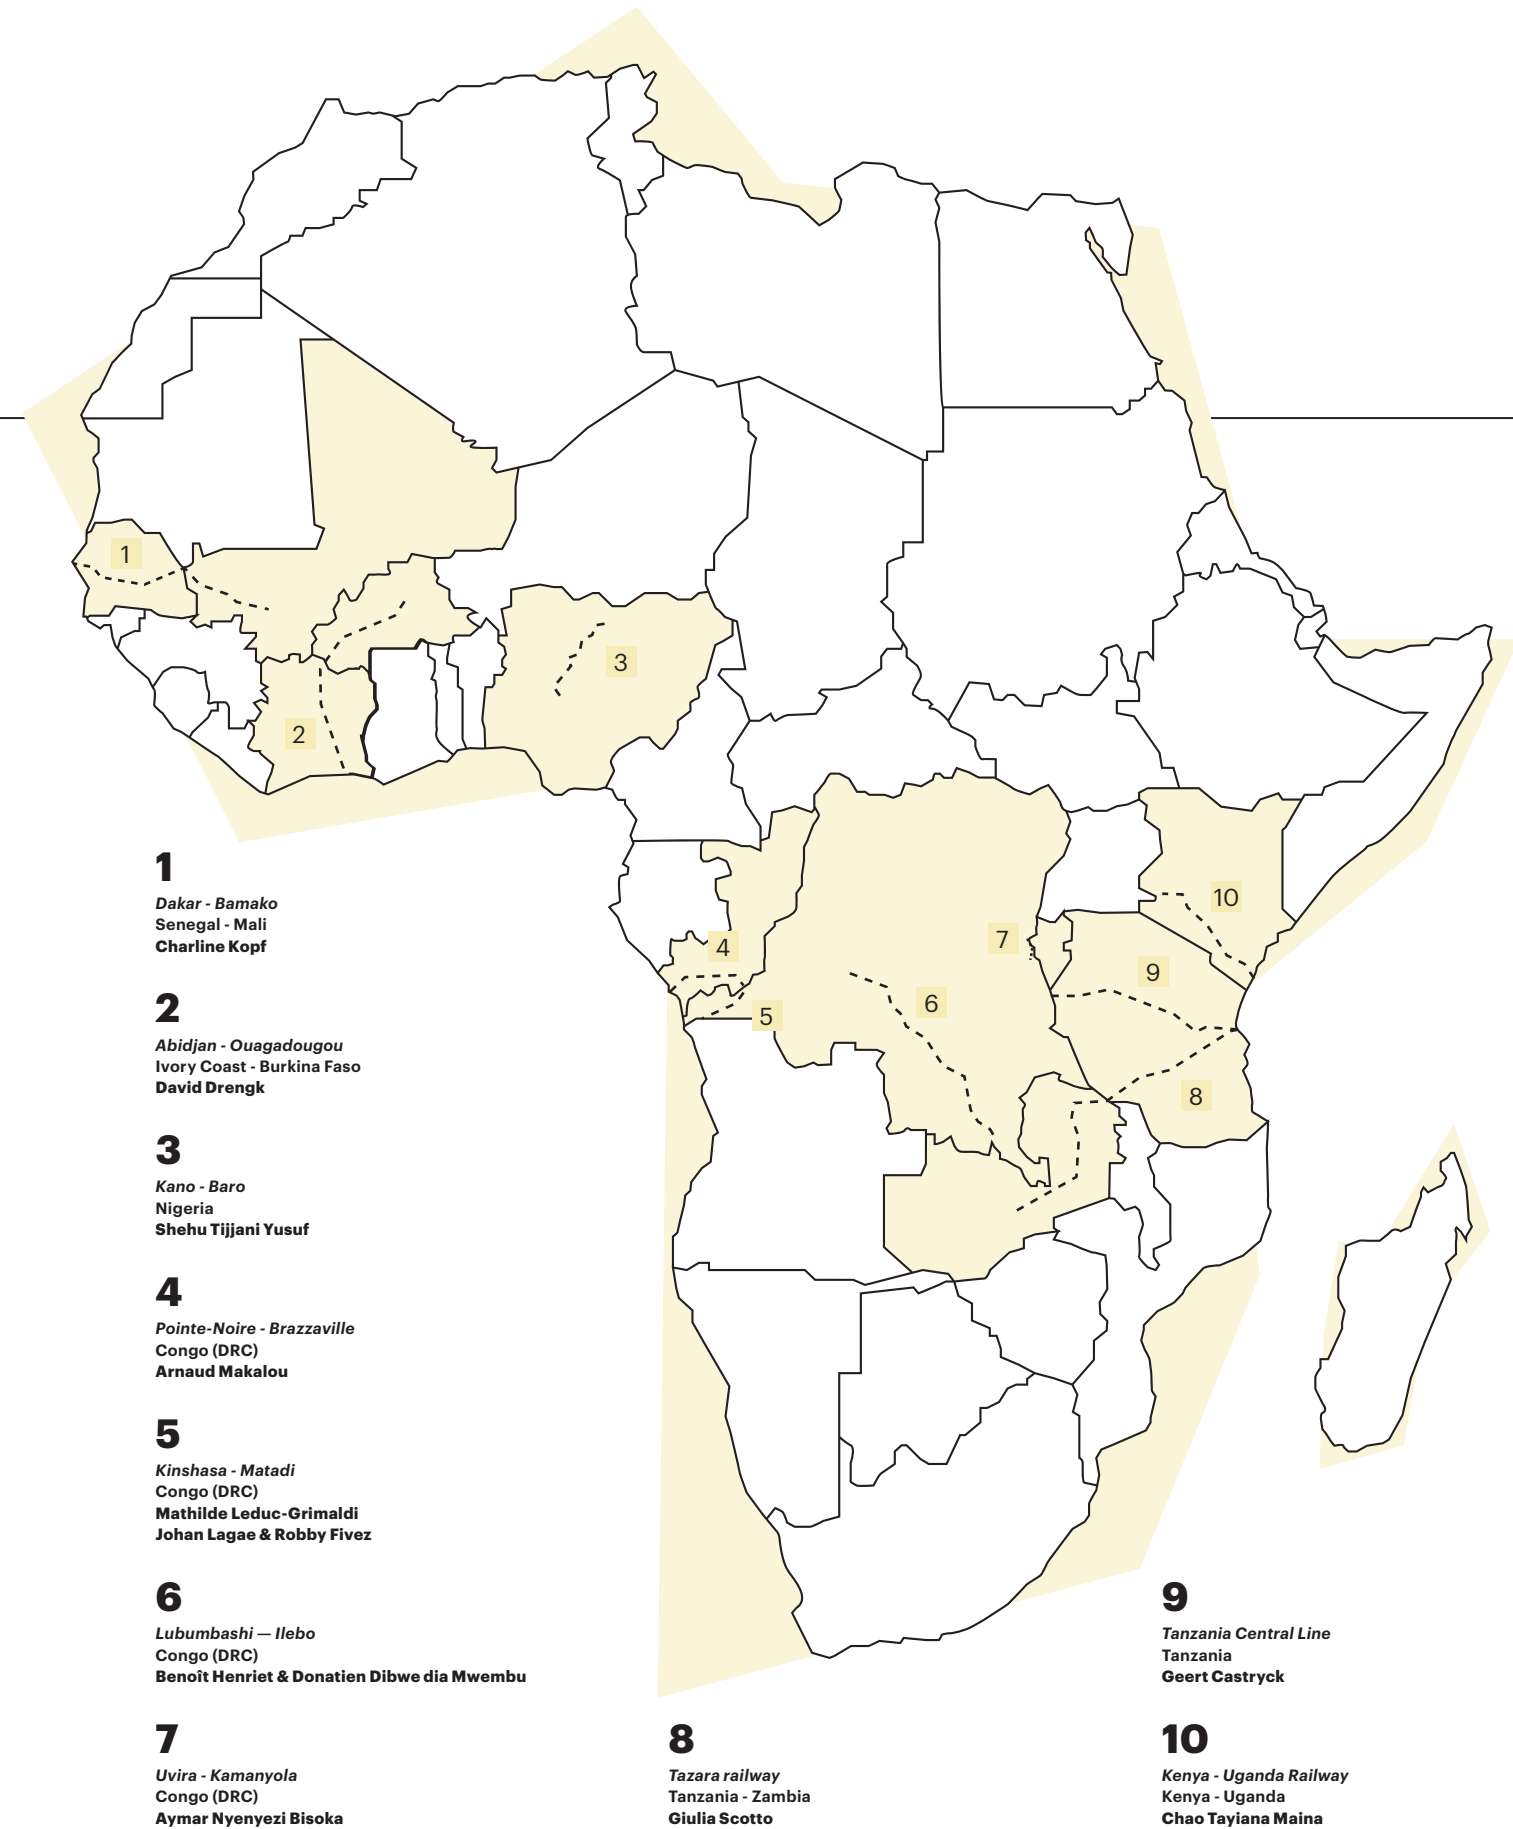 1
2
3
4
5
6
7
8
9
10
1
Dakar - Bamako
Senegal - Mali
Charline Kopf
2
Abidjan - Ouagadougou
Ivory Coast - Burkina Faso
David Drengk
3
Kano - Baro
Nigeria
Shehu Tijjani Yusuf
4
Pointe-Noire - Brazzaville
Congo (DRC)
Arnaud Makalou
5
Kinshasa - Matadi
Congo (DRC)
Mathilde Leduc-Grimaldi
Johan Lagae & Robby Fivez
6
Lubumbashi — Ilebo
Congo (DRC)
Benoît Henriet & Donatien Dibwe dia Mwembu
7
Uvira - Kamanyola
Congo (DRC)
Aymar Nyenyezi Bisoka
8
Tazara railway
Tanzania - Zambia
Giulia Scotto
9
Tanzania Central Line
Tanzania
Geert Castryck
10
Kenya - Uganda Railway
Kenya - Uganda
Chao Tayiana Maina